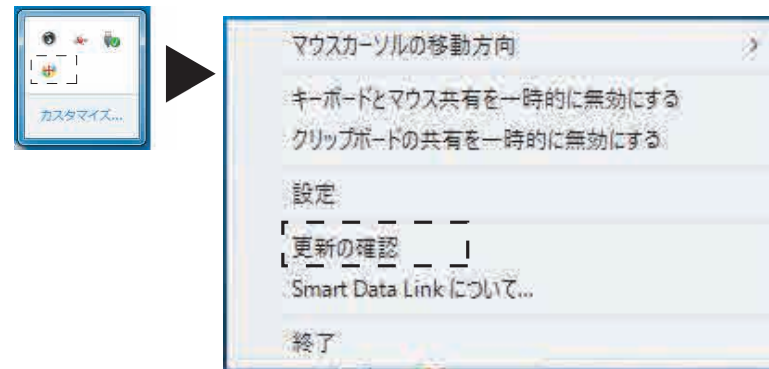 カスタマイズ...
マウスカーソルの移動方向
キーボードとマウス共有を一時的に無効にする
クリップボードの共有を一時的に無効にする
設定
更新の確認
Smart Data Link について...
終了